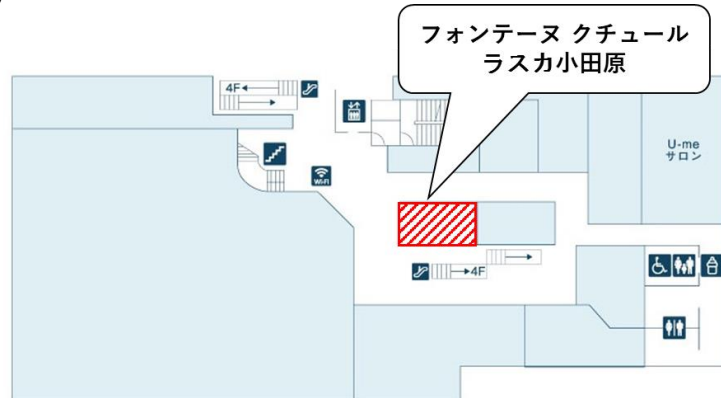 フォンテーヌ クチュール
ラスカ小田原
4F
U-me
サロン
Wi-Fi
4F